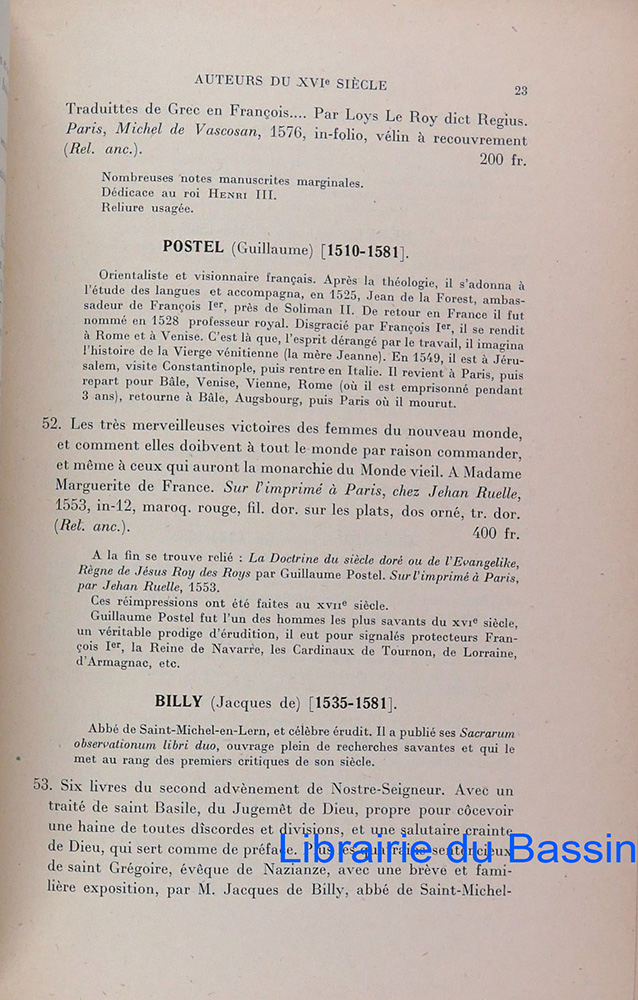 AUTEURS DU XVIe SIÈCLE
23
Traduittes de Grec en François.... Par Loys Le Roy dict Regius.
Paris, Michel de Vascosan, 1576, in-folio, vélin à recouvrement
(Rel. anc.).
200 fr.
Nombreuses notes manuscrites marginales.
Dédicace au roi HENRI III.
Reliure usagée.
POSTEL (Guillaume) [1510-1581].
Orientaliste et visionnaire français. Après la théologie, il s'adonna à
l'étude des langues et accompagna, en 1525, Jean de la Forest, ambas-
sadeur de François Ier, près de Soliman II. De retour en France il fut
nommé en 1528 professeur royal. Disgracié par François Ier, il se rendit
à Rome et à Venise. C'est là que, l'esprit dérangé par le travail, il imagina
l'histoire de la Vierge vénitienne (la mère Jeanne). En 1549, il est à Jéru-
salem, visite Constantinople, puis rentre en Italie. Il revient à Paris, puis
repart pour Bâle, Venise, Vienne, Rome (où il est emprisonné pendant
3 ans), retourne à Bâle, Augsbourg, puis Paris où il mourut.
52. Les très merveilleuses victoires des femmes du nouveau monde,
et comment elles doibvent à tout le monde par raison commander,
et même à ceux qui auront la monarchie du Monde vieil. A Madame
Marguerite de France. Sur l'imprimé à Paris, chez Jehan Ruelle,
1553, in-12, maroq. rouge, fil. dor. sur les plats, dos orné, tr. dor.
(Rel. anc.).
400 fr.
A la fin se trouve relié : La Doctrine du siècle doré ou de l'Evangelike,
Règne de Jésus Roy des Roys par Guillaume Postel. Sur l'imprimé à Paris,
par Jehan Ruelle, 1553.
Ces réimpressions ont été faites au XVIIe siècle.
Guillaume Postel fut l'un des hommes les plus savants du XVIe siècle,
un véritable prodige d'érudition, il eut pour signalés protecteurs Fran-
çois Ier, la Reine de Navarre, les Cardinaux de Tournon, de Lorraine,
d'Armagnac, etc.
BILLY (Jacques de) [1535-1581].
Abbé de Saint-Michel-en-Lern, et célèbre érudit. Il a publié ses Sacrarum
observationum libri duo, ouvrage plein de recherches savantes et qui le
met au rang des premiers critiques de son siècle.
53. Six livres du second advènement de Nostre-Seigneur. Avec un
traité de saint Basile, du Jugemêt de Dieu, propre pour côcevoir
une haine de toutes discordes et divisions, et une salutaire crainte
de Dieu, qui sert comme de préface. Plus les quatrains sentencieux
de saint Grégoire, évêque de Nazianze, avec une brève et fami-
lière exposition, par M. Jacques de Billy, abbé de Saint-Michel-
Librairie du Bassin